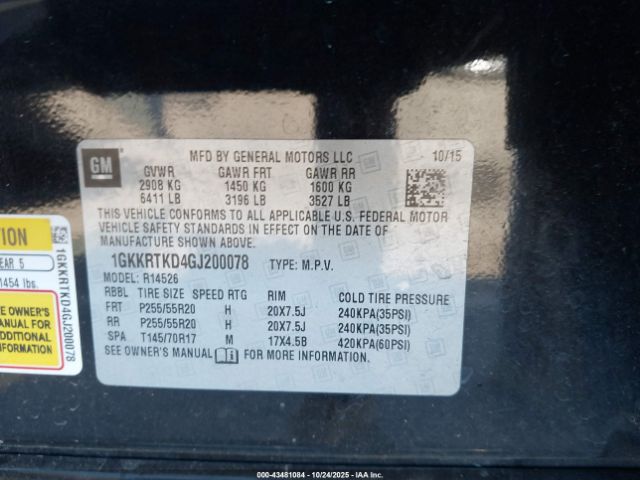 GM
MFD BY GENERAL MOTORS LLC 10/15
GVWR GAWR FRT GAWR RR
2908 KG 1450 KG 1600 KG
6411 LB 3196 LB 3527 LB
THIS VEHICLE CONFORMS TO ALL APPLICABLE U.S. FEDERAL MOTOR
VEHICLE SAFETY STANDARDS IN EFFECT ON THE DATE OF
MANUFACTURE SHOWN ABOVE.
1GKKRTKD4GJ200078 TYPE: M.P.V.
MODEL: R14526
RBBL TIRE SIZE SPEED RTG RIM COLD TIRE PRESSURE
FRT P255/55R20 H 20X7.5J 240KPA(35PSI)
RR P255/55R20 H 20X7.5J 240KPA(35PSI)
SPA T145/70R17 M 17X4.5B 420KPA(60PSI)
SEE OWNER'S MANUAL FOR MORE INFORMATION.
TION
EAR 5
1454 lbs.
E OWNER'S
ANUAL FOR
DDITIONAL
FORMATION
1GKKRTKD4GJ200078
000-43481084 - 10/24/2025 - IAAI.COM